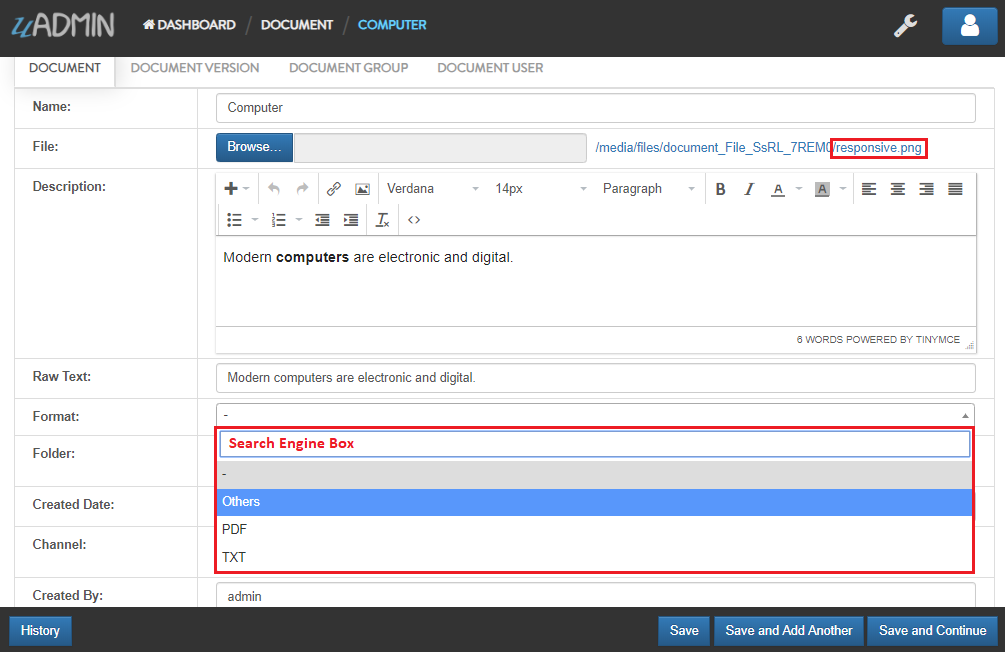 uADMIN DASHBOARD / DOCUMENT / COMPUTER
DOCUMENT DOCUMENT VERSION DOCUMENT GROUP DOCUMENT USER
Name: Computer
File: Browse... /media/files/document_File_SsRL_7REM0/responsive.png
Description: Verdana 14px Paragraph B I A A
Modern computers are electronic and digital.
6 WORDS POWERED BY TINYMCE
Raw Text: Modern computers are electronic and digital.
Format: -
Search Engine Box
Folder:
-
Others
Created Date:
PDF
Channel:
TXT
Created By: admin
History Save Save and Add Another Save and Continue